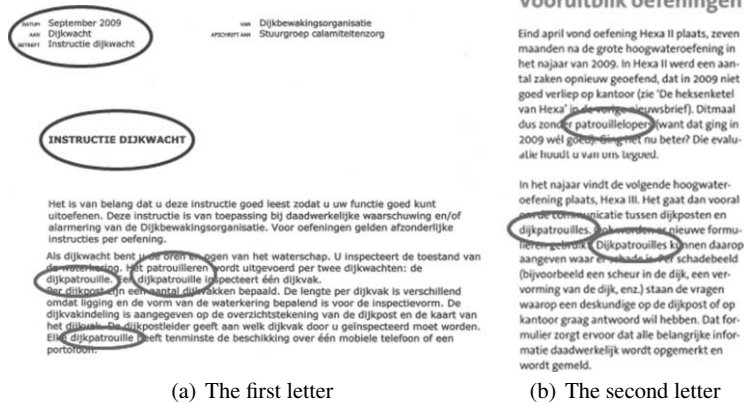 DATUM September 2009
AAN Dijkwacht
BETREFT Instructie dijkwacht
VAN Dijkbewakingsorganisatie
AFSCHRIFT AAN Stuurgroep calamiteitenzorg
INSTRUCTIE DIJKWACHT
Het is van belang dat u deze instructie goed leest zodat u uw functie goed kunt
uitoefenen. Deze instructie is van toepassing bij daadwerkelijke waarschuwing en/of
alarmering van de Dijkbewakingsorganisatie. Voor oefeningen gelden afzonderlijke
instructies per oefening.
Als dijkwacht bent u de oren en ogen van het waterschap. U inspecteert de toestand van
de waterkering. Het patrouilleren wordt uitgevoerd per twee dijkwachten: de
dijkpatrouille. Een dijkpatrouille inspecteert één dijkvak.
Per dijkpost zijn een aantal dijkvakken bepaald. De lengte per dijkvak is verschillend
omdat ligging en de vorm van de waterkering bepalend is voor de inspectievorm. De
dijkvakindeling is aangegeven op de overzichtstekening van de dijkpost en de kaart van
het dijkvak. De dijkpostleider geeft aan welk dijkvak door u geïnspecteerd moet worden.
Elke dijkpatrouille heeft tenminste de beschikking over één mobiele telefoon of een
portofoon.
(a) The first letter
Vooruitblik oefeningen
Eind april vond oefening Hexa II plaats, zeven
maanden na de grote hoogwateroefening in
het najaar van 2009. In Hexa II werd een aan-
tal zaken opnieuw geoefend, dat in 2009 niet
goed verliep op kantoor (zie 'De heksenketel
van Hexa' in de vorige nieuwsbrief). Ditmaal
dus zonder patrouillelopers (want dat ging in
2009 wél goed). Ging het nu beter? Die evalu-
atie houdt u van ons tegoed.
In het najaar vindt de volgende hoogwater-
oefening plaats, Hexa III. Het gaat dan vooral
om de communicatie tussen dijkposten en
dijkpatrouilles. Ook worden er nieuwe formu-
lieren gebruikt. Dijkpatrouilles kunnen daarop
aangeven waar er schade is. Per schadebeeld
(bijvoorbeeld een scheur in de dijk, een ver-
vorming van de dijk, enz.) staan de vragen
waarop een deskundige op de dijkpost of op
kantoor graag antwoord wil hebben. Dat for-
mulier zorgt ervoor dat alle belangrijke infor-
matie daadwerkelijk wordt opgemerkt en
wordt gemeld.
(b) The second letter